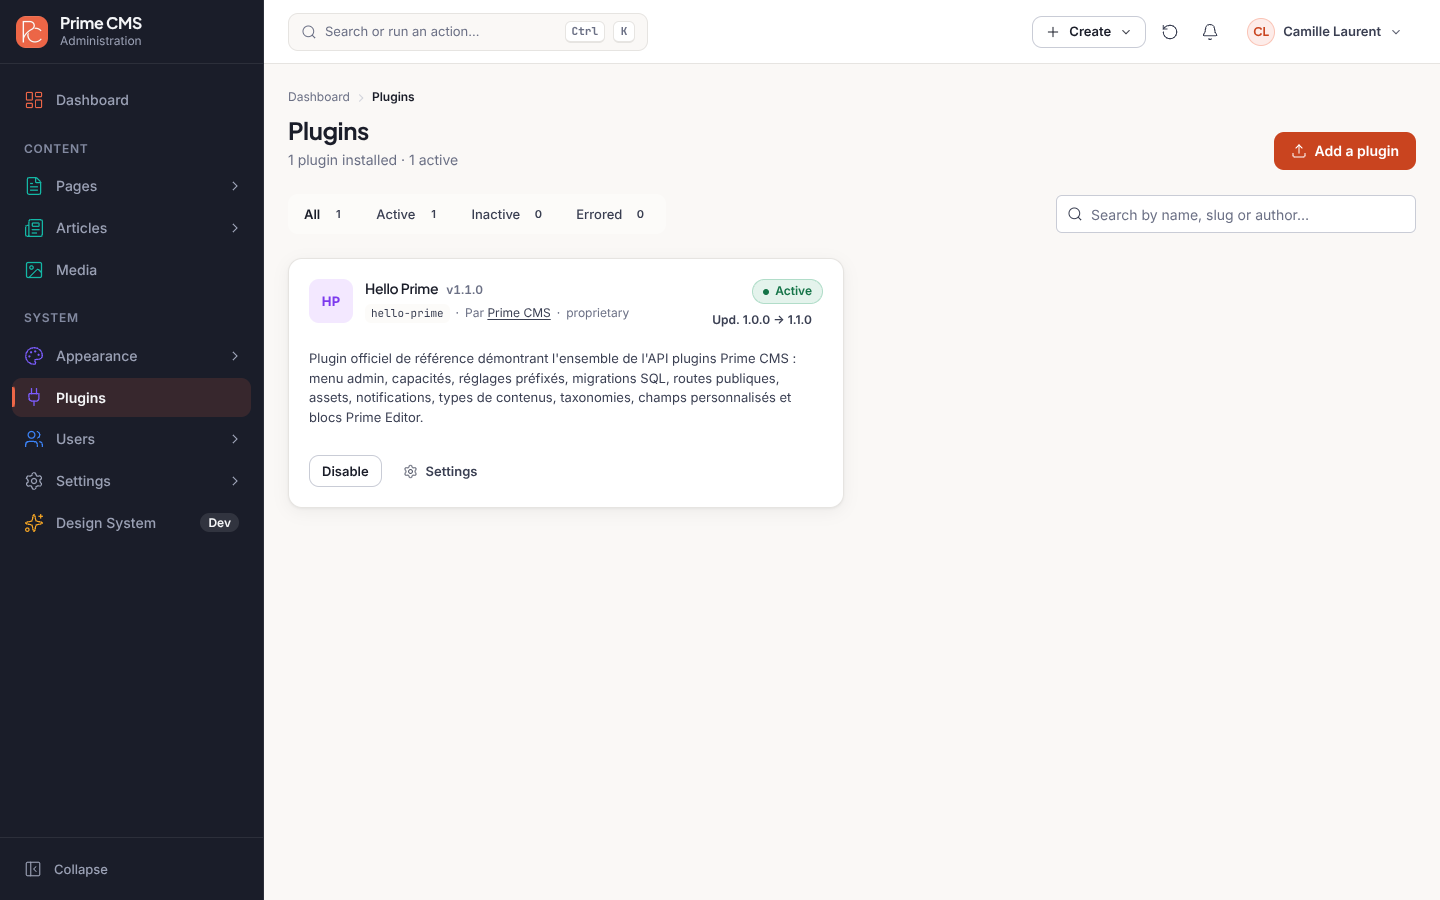 Prime CMS
Administration
Search or run an action...
Ctrl K
Create
CL Camille Laurent
Dashboard
CONTENT
Pages
Articles
Media
SYSTEM
Appearance
Plugins
Users
Settings
Design System Dev
Collapse
Dashboard Plugins
Plugins
1 plugin installed · 1 active
Add a plugin
All 1 Active 1 Inactive 0 Errored 0
Search by name, slug or author...
HP
Hello Prime v1.1.0
Active
hello-prime · Par Prime CMS · proprietary
Upd. 1.0.0 → 1.1.0
Plugin officiel de référence démontrant l'ensemble de l'API plugins Prime CMS :
menu admin, capacités, réglages préfixés, migrations SQL, routes publiques,
assets, notifications, types de contenus, taxonomies, champs personnalisés et
blocs Prime Editor.
Disable Settings